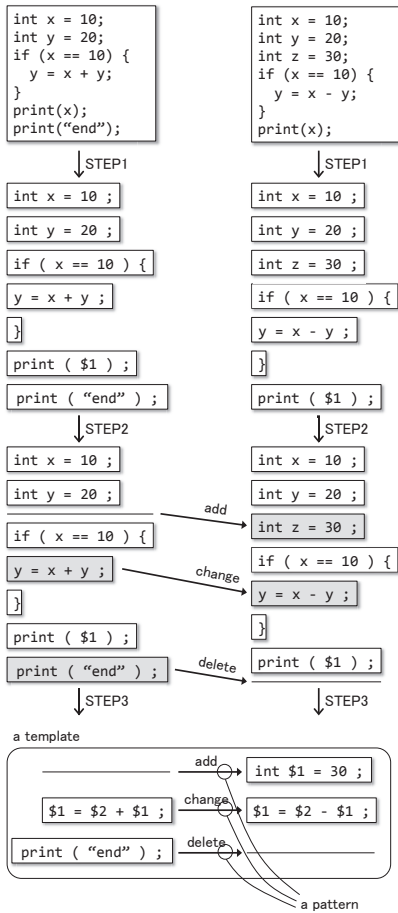 int x = 10;
int y = 20;
if (x == 10) {
y = x + y;
}
print(x);
print(“end”);
int x = 10;
int y = 20;
int z = 30;
if (x == 10) {
y = x - y;
}
print(x);
STEP1
STEP1
int x = 10 ;
int y = 20 ;
if ( x == 10 ) {
y = x + y ;
}
print ( $1 ) ;
print ( “end” ) ;
int x = 10 ;
int y = 20 ;
int z = 30 ;
if ( x == 10 ) {
y = x - y ;
}
print ( $1 ) ;
STEP2
STEP2
int x = 10 ;
int y = 20 ;
if ( x == 10 ) {
y = x + y ;
}
print ( $1 ) ;
print ( “end” ) ;
add
change
delete
int x = 10 ;
int y = 20 ;
int z = 30 ;
if ( x == 10 ) {
y = x - y ;
}
print ( $1 ) ;
STEP3
STEP3
a template
add
int $1 = 30 ;
$1 = $2 + $1 ;
change
$1 = $2 - $1 ;
print ( “end” ) ;
delete
a pattern